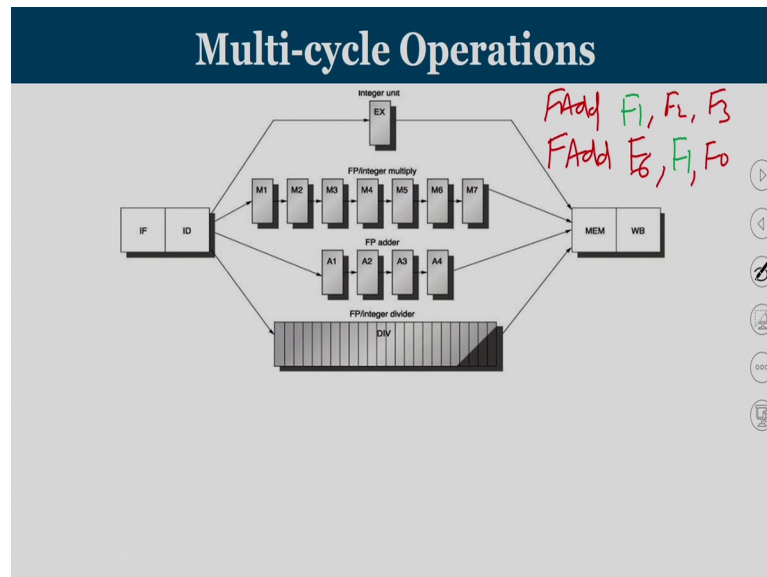 Multi-cycle Operations
Integer unit
EX
FAdd F1, F2, F3
FAdd F6, F1, F0
FP/integer multiply
M1 M2 M3 M4 M5 M6 M7
IF ID
MEM WB
FP adder
A1 A2 A3 A4
FP/integer divider
DIV